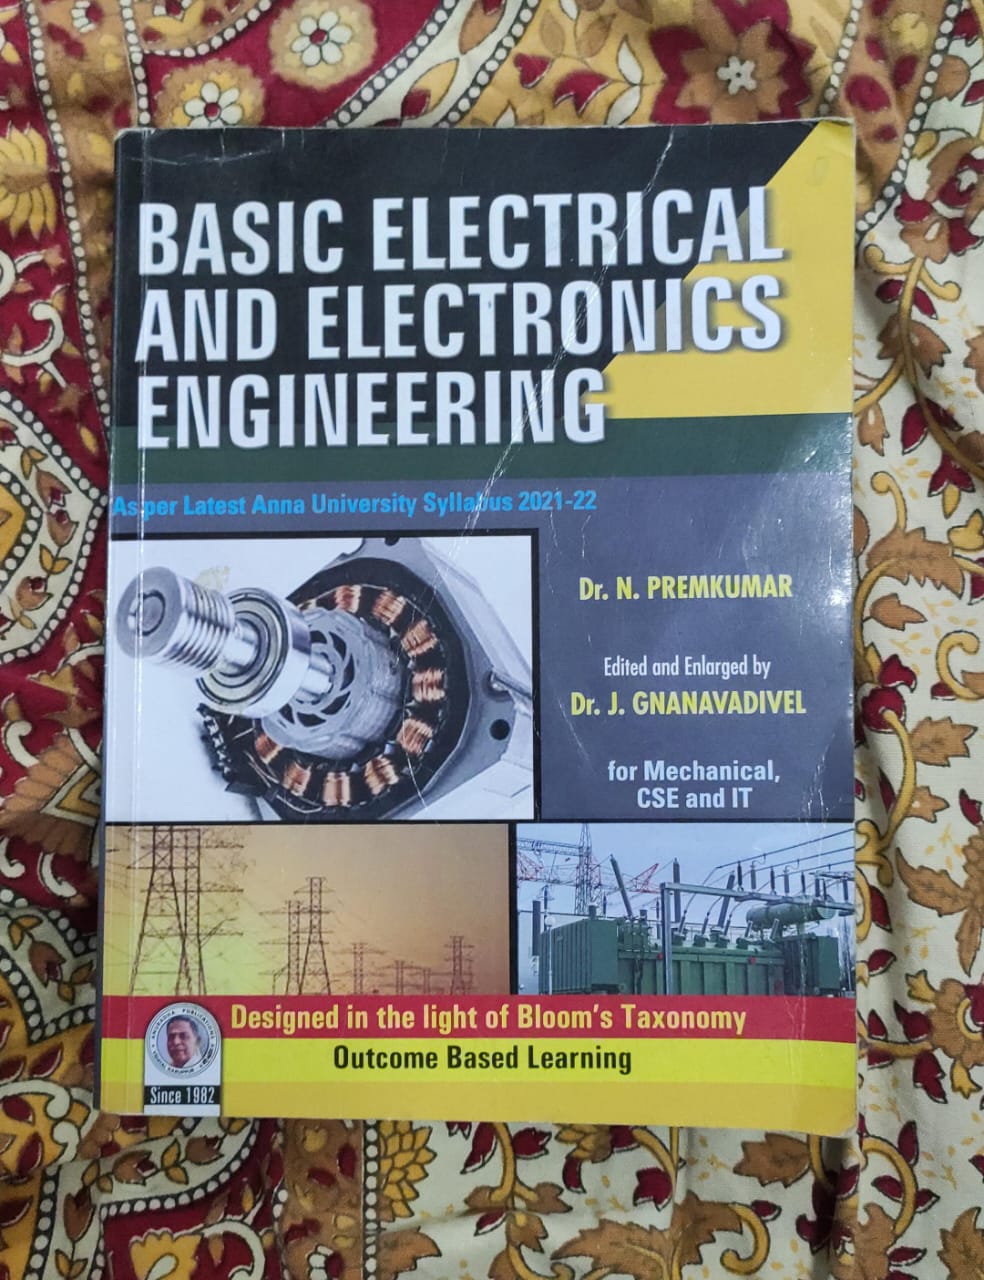 BASIC ELECTRICAL
AND ELECTRONICS
ENGINEERING
As per Latest Anna University Syllabus 2021-22
Dr. N. PREMKUMAR
Edited and Enlarged by
Dr. J. GNANAVADIVEL
for Mechanical,
CSE and IT
Designed in the light of Bloom's Taxonomy
Outcome Based Learning
PUBLICATIONS
Since 1982